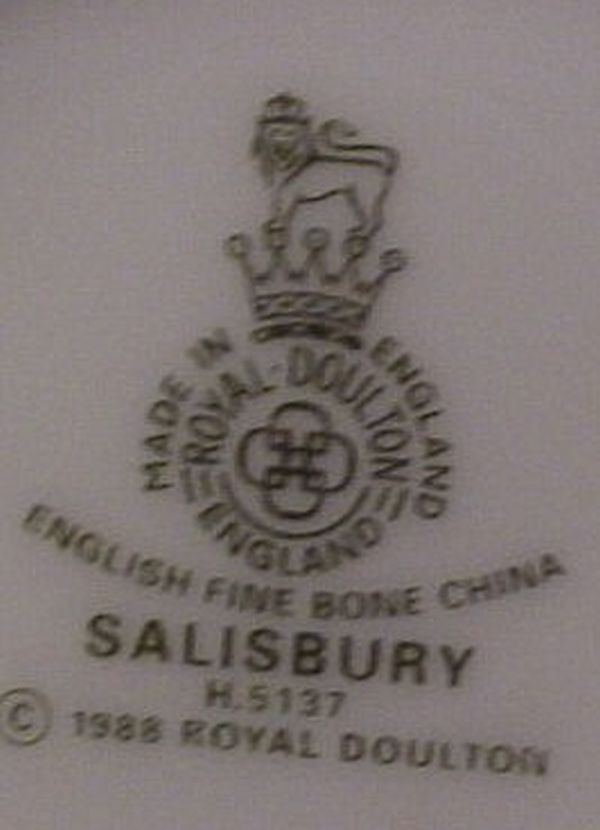 MADE IN ENGLAND
ROYAL DOULTON
ENGLAND
ENGLISH FINE BONE CHINA
SALISBURY
H.5137
© 1988 ROYAL DOULTON